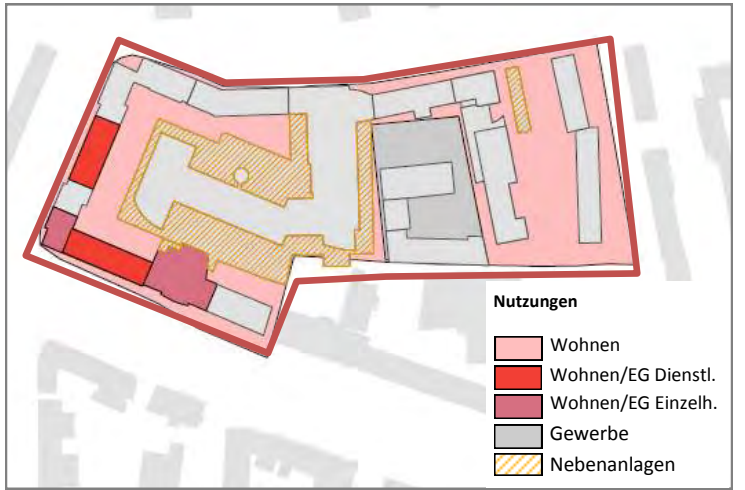 Nutzungen
Wohnen
Wohnen/EG Dienstl.
Wohnen/EG Einzelh.
Gewerbe
Nebenanlagen